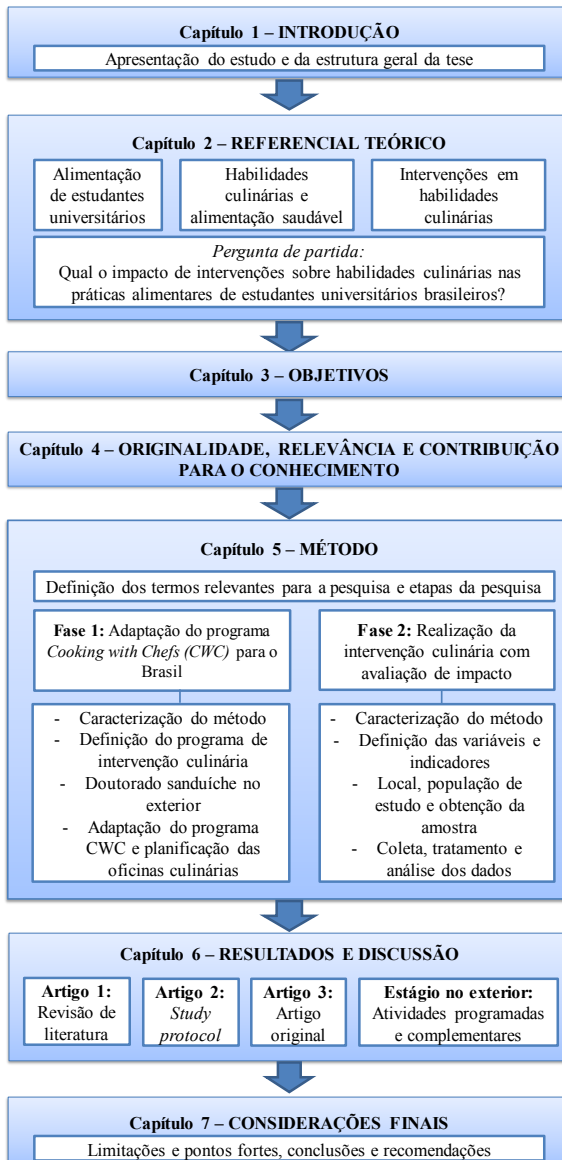 Capítulo 1 – INTRODUÇÃO
Apresentação do estudo e da estrutura geral da tese
Capítulo 2 – REFERENCIAL TEÓRICO
Alimentação
de estudantes
universitários
Habilidades
culinárias e
alimentação saudável
Intervenções em
habilidades
culinárias
Pergunta de partida:
Qual o impacto de intervenções sobre habilidades culinárias nas
práticas alimentares de estudantes universitários brasileiros?
Capítulo 3 – OBJETIVOS
Capítulo 4 – ORIGINALIDADE, RELEVÂNCIA E CONTRIBUIÇÃO
PARA O CONHECIMENTO
Capítulo 5 – MÉTODO
Definição dos termos relevantes para a pesquisa e etapas da pesquisa
Fase 1: Adaptação do programa
Cooking with Chefs (CWC) para o
Brasil
- Caracterização do método
- Definição do programa de
intervenção culinária
- Doutorado sanduíche no
exterior
- Adaptação do programa
CWC e planificação das
oficinas culinárias
Fase 2: Realização da
intervenção culinária com
avaliação de impacto
- Caracterização do método
- Definição das variáveis e
indicadores
- Local, população de
estudo e obtenção da
amostra
- Coleta, tratamento e
análise dos dados
Capítulo 6 – RESULTADOS E DISCUSSÃO
Artigo 1:
Revisão de
literatura
Artigo 2:
Study
protocol
Artigo 3:
Artigo
original
Estágio no exterior:
Atividades programadas
e complementares
Capítulo 7 – CONSIDERAÇÕES FINAIS
Limitações e pontos fortes, conclusões e recomendações